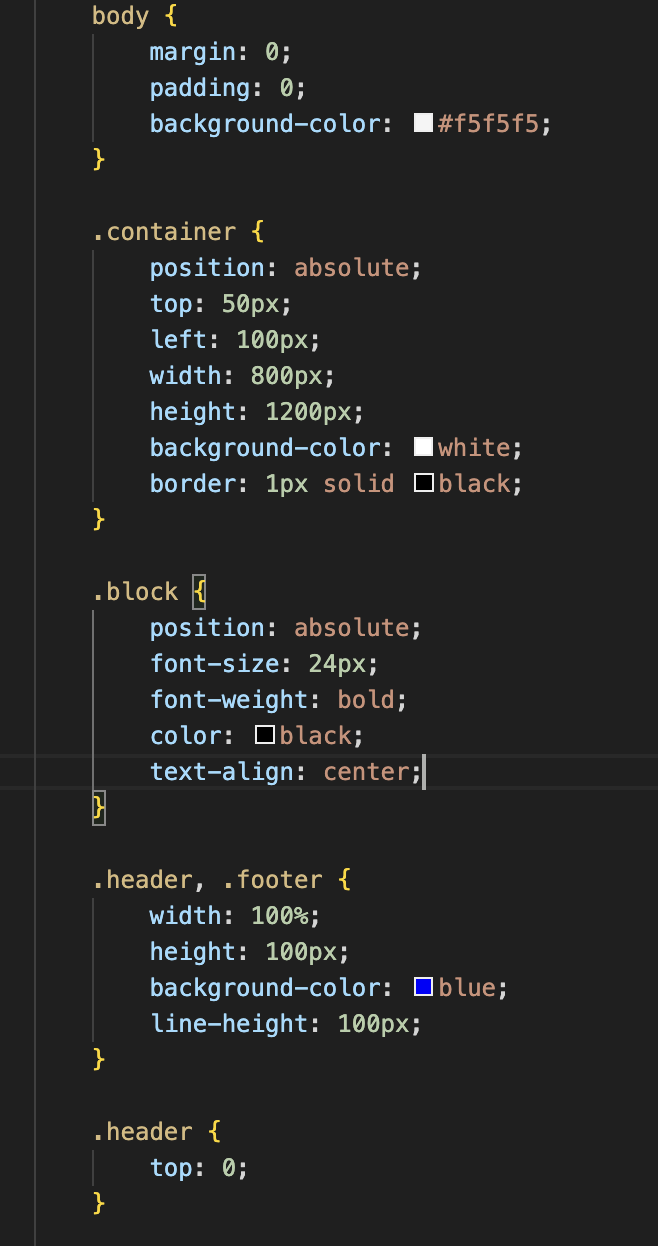 body {
margin: 0;
padding: 0;
background-color: #f5f5f5;
}
.container {
position: absolute;
top: 50px;
left: 100px;
width: 800px;
height: 1200px;
background-color: white;
border: 1px solid black;
}
.block {
position: absolute;
font-size: 24px;
font-weight: bold;
color: black;
text-align: center;
}
.header, .footer {
width: 100%;
height: 100px;
background-color: blue;
line-height: 100px;
}
.header {
top: 0;
}